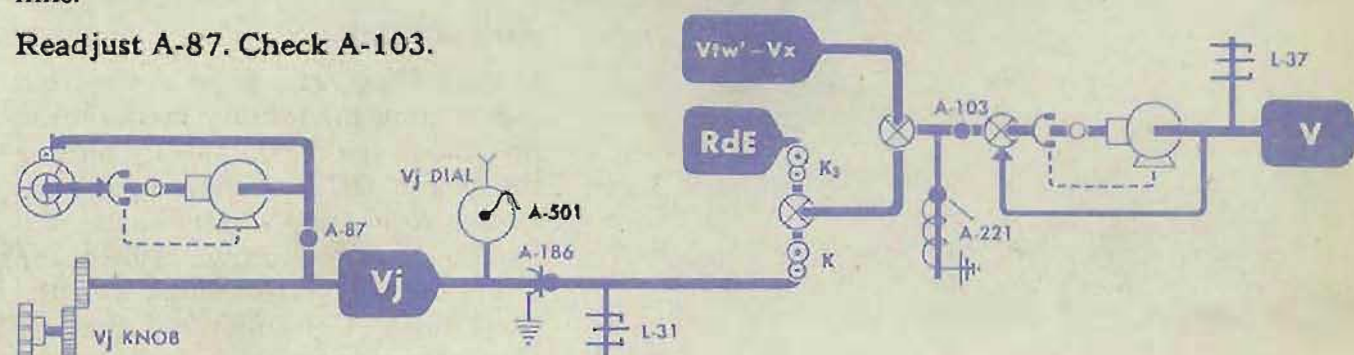 Readjust A-87. Check A-103.
Vtw'-Vx
L-37
A-103
RdE
V
K₃
Vj DIAL
A-501
A-87
A-221
A-186
K
Vj
L-31
Vj KNOB